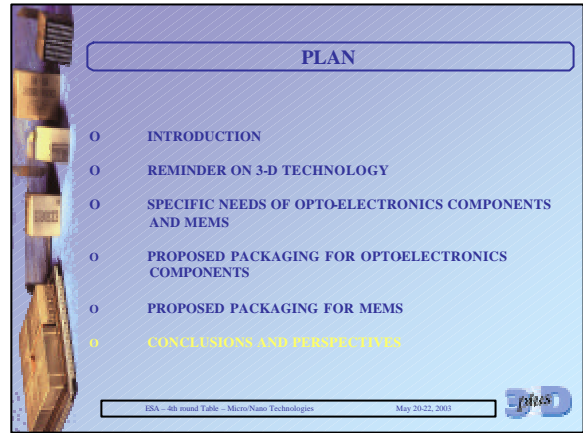 PLAN
O INTRODUCTION
O REMINDER ON 3-D TECHNOLOGY
O SPECIFIC NEEDS OF OPTO-ELECTRONICS COMPONENTS
AND MEMS
O PROPOSED PACKAGING FOR OPTOELECTRONICS
COMPONENTS
O PROPOSED PACKAGING FOR MEMS
O CONCLUSIONS AND PERSPECTIVES
ESA – 4th round Table – Micro/Nano Technologies May 20-22, 2003
3 plus D